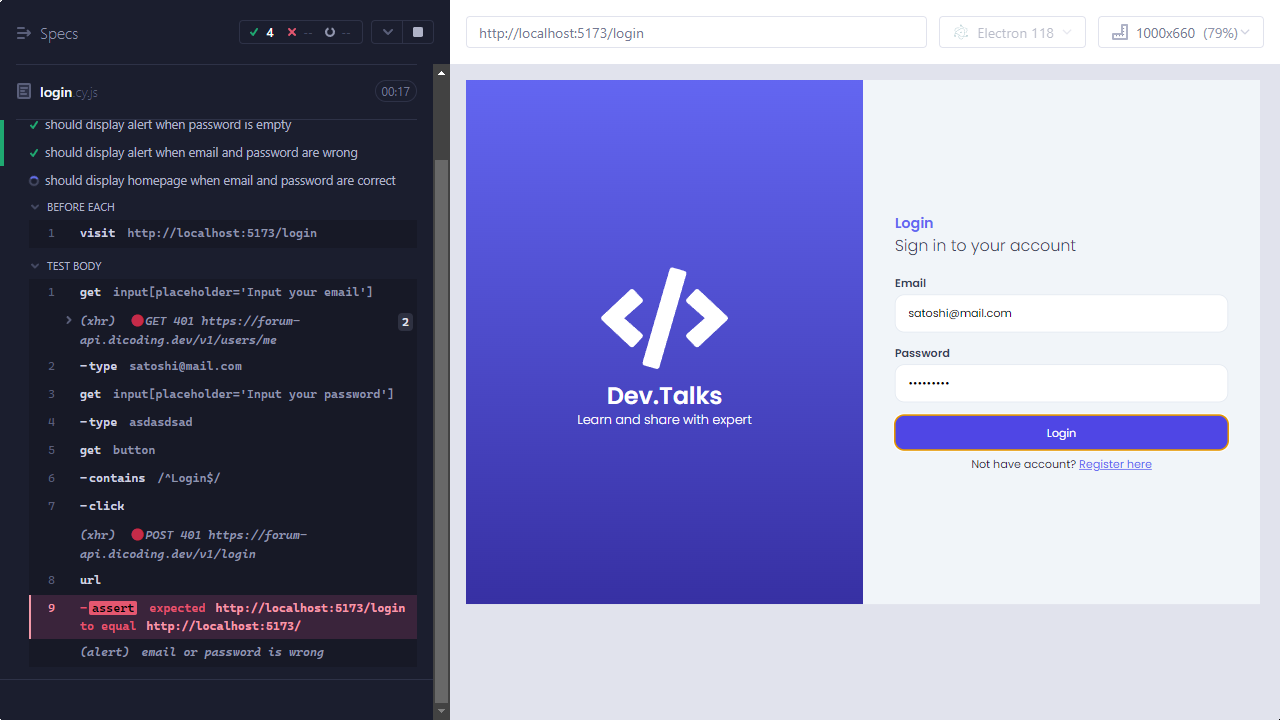 Specs
4 -- --
http://localhost:5173/login
Electron 118
1000x660 (79%)
login.cy.js
00:17
should display alert when password is empty
should display alert when email and password are wrong
should display homepage when email and password are correct
BEFORE EACH
1 visit http://localhost:5173/login
TEST BODY
1 get input[placeholder='Input your email']
(xhr) GET 401 https://forum-
api.dicoding.dev/v1/users/me
2
2 -type satoshi@mail.com
3 get input[placeholder='Input your password']
4 -type asdasdsad
5 get button
6 -contains /^Login$/
7 -click
(xhr) POST 401 https://forum-
api.dicoding.dev/v1/login
8 url
9 -assert expected http://localhost:5173/login
to equal http://localhost:5173/
(alert) email or password is wrong
</>
Dev.Talks
Learn and share with expert
Login
Sign in to your account
Email
satoshi@mail.com
Password
•••••••••
Login
Not have account? Register here